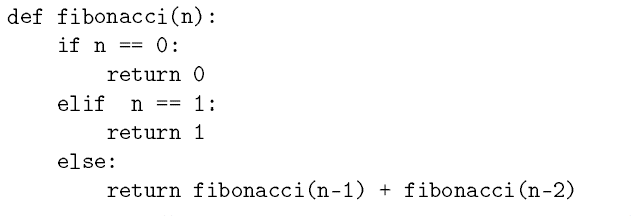 def fibonacci(n):
    if n == 0:
        return 0
    elif  n == 1:
        return 1
    else:
        return fibonacci(n-1) + fibonacci(n-2)